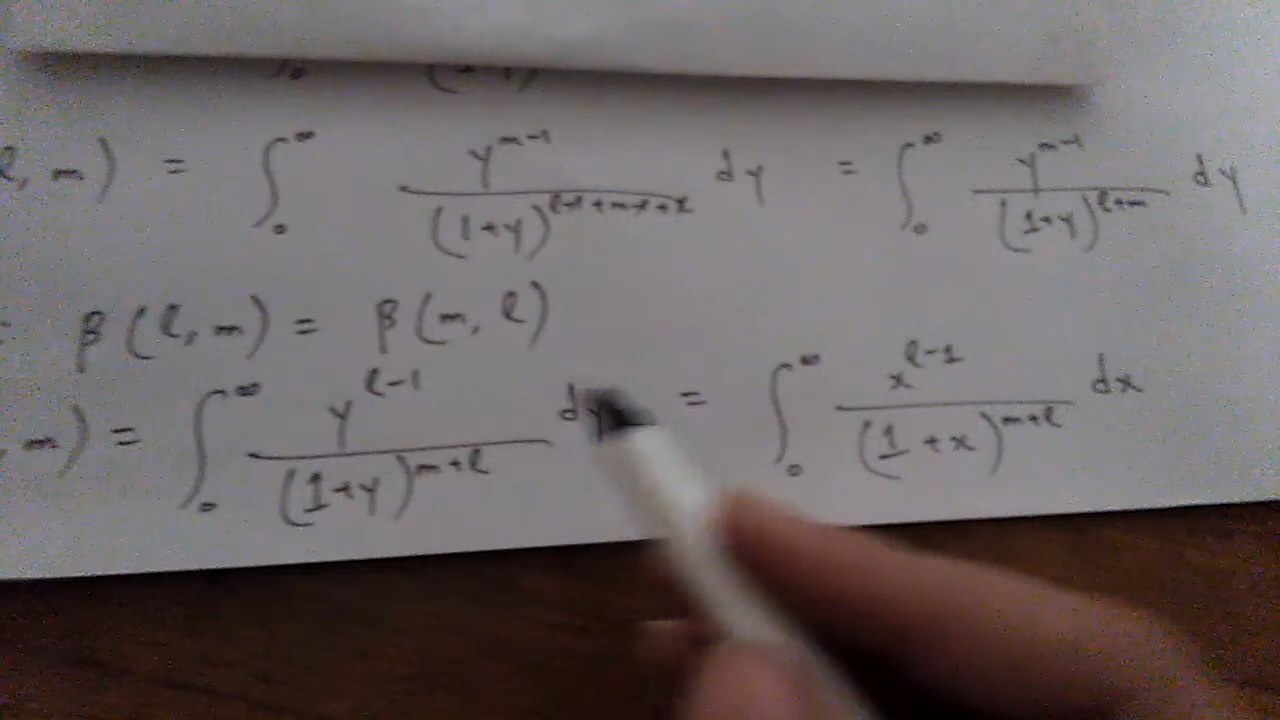 l, m) = ∫₀^∞ y^(m-1) / (1+y)^(l-1+m-1+2) dy = ∫₀^∞ y^(m-1) / (1+y)^(l+m) dy
β(l, m) = β(m, l)
, m) = ∫₀^∞ y^(l-1) / (1+y)^(m+l) dy = ∫₀^∞ x^(l-1) / (1+x)^(m+l) dx